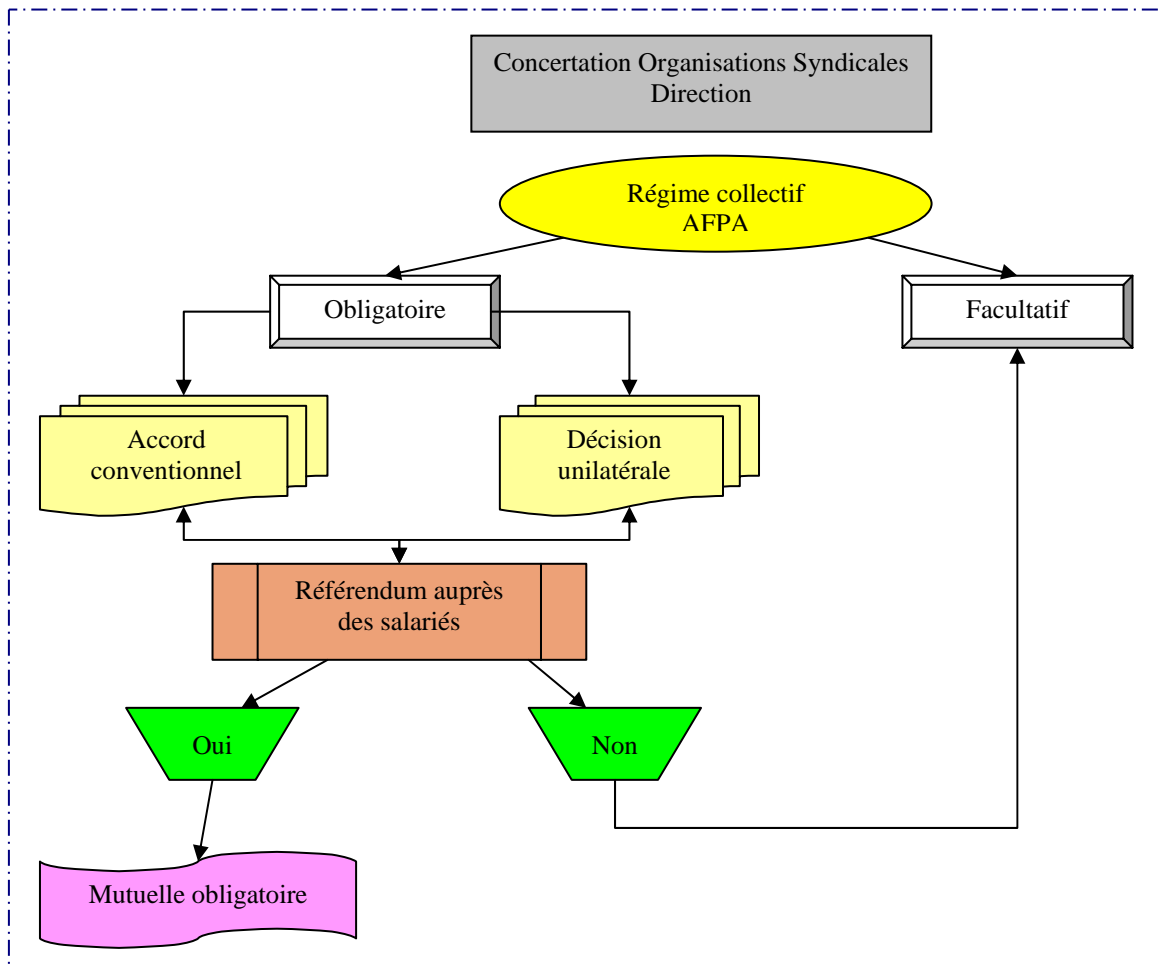 Concertation Organisations Syndicales
Direction
Régime collectif
AFPA
Obligatoire
Facultatif
Accord
conventionnel
Décision
unilatérale
Référendum auprès
des salariés
Oui
Non
Mutuelle obligatoire